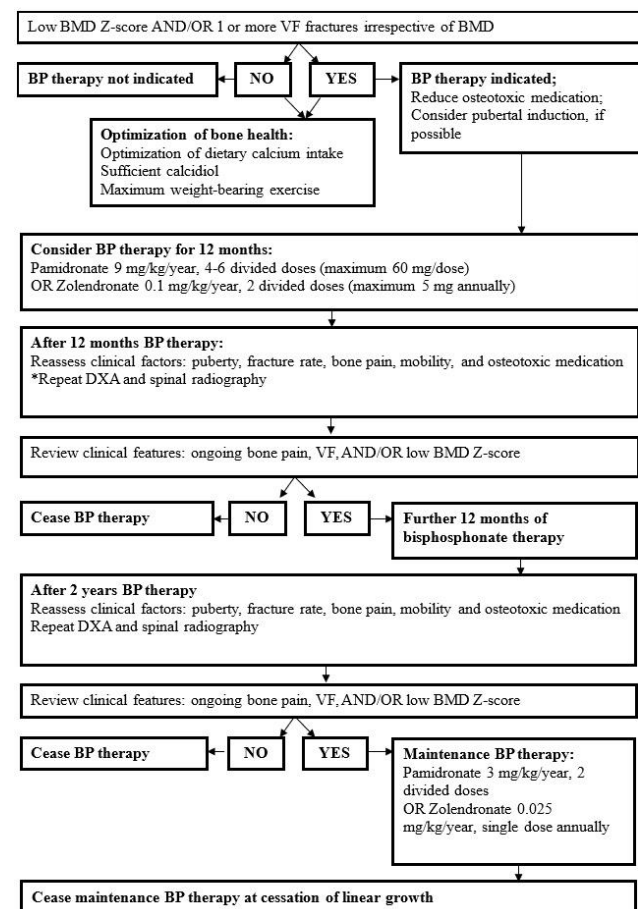 Low BMD Z-score AND/OR 1 or more VF fractures irrespective of BMD
BP therapy not indicated
NO
YES
BP therapy indicated;
Reduce osteotoxic medication;
Consider pubertal induction, if
possible
Optimization of bone health:
Optimization of dietary calcium intake
Sufficient calcidiol
Maximum weight-bearing exercise
Consider BP therapy for 12 months:
Pamidronate 9 mg/kg/year, 4-6 divided doses (maximum 60 mg/dose)
OR Zolendronate 0.1 mg/kg/year, 2 divided doses (maximum 5 mg annually)
After 12 months BP therapy:
Reassess clinical factors: puberty, fracture rate, bone pain, mobility, and osteotoxic medication
*Repeat DXA and spinal radiography
Review clinical features: ongoing bone pain, VF, AND/OR low BMD Z-score
Cease BP therapy
NO
YES
Further 12 months of
bisphosphonate therapy
After 2 years BP therapy
Reassess clinical factors: puberty, fracture rate, bone pain, mobility and osteotoxic medication
Repeat DXA and spinal radiography
Review clinical features: ongoing bone pain, VF, AND/OR low BMD Z-score
Cease BP therapy
NO
YES
Maintenance BP therapy:
Pamidronate 3 mg/kg/year, 2
divided doses
OR Zolendronate 0.025
mg/kg/year, single dose annually
Cease maintenance BP therapy at cessation of linear growth